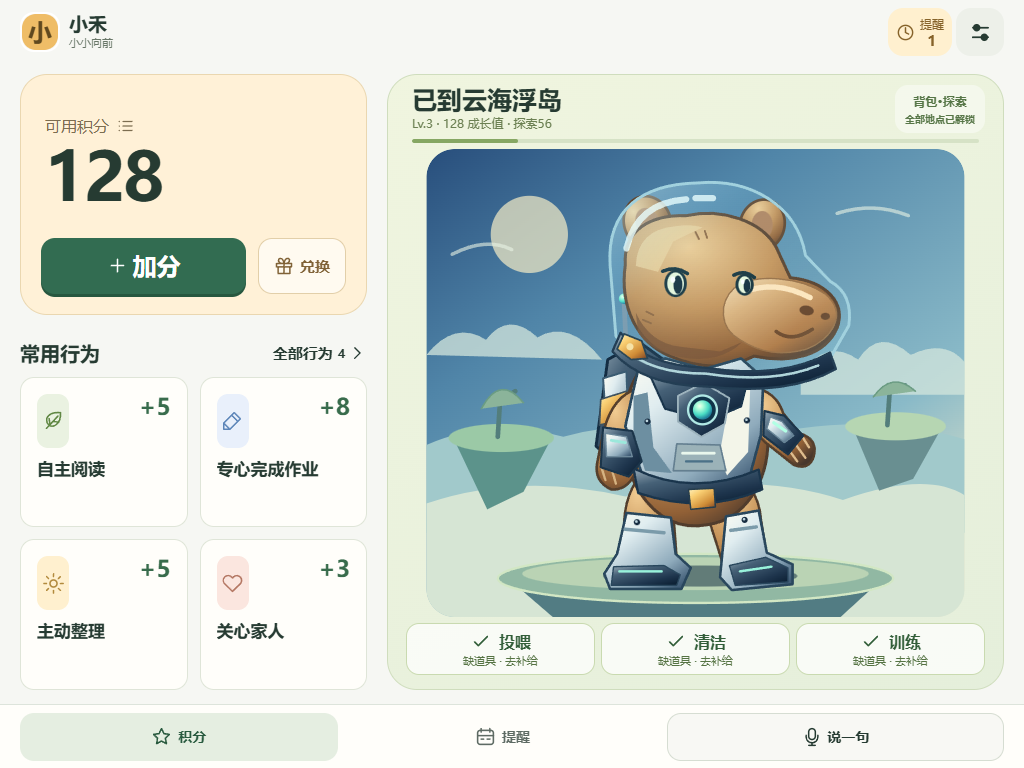 小
小禾
小小向前
提醒
1
可用积分
128
+ 加分
兑换
已到云海浮岛
Lv.3 · 128 成长值 · 探索56
背包•探索
全部地点已解锁
常用行为
全部行为 4
+5
自主阅读
+8
专心完成作业
+5
主动整理
+3
关心家人
投喂
缺道具 · 去补给
清洁
缺道具 · 去补给
训练
缺道具 · 去补给
积分
提醒
说一句